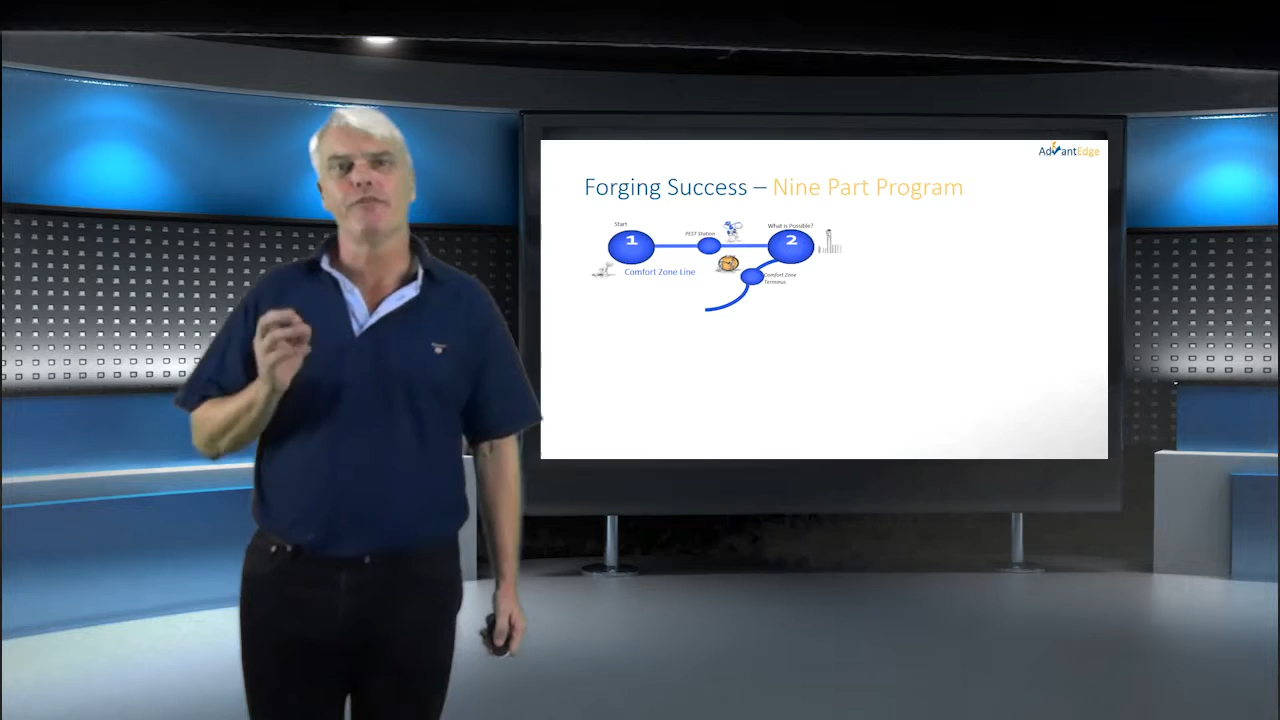 AdvantEdge
Forging Success – Nine Part Program
Start
What is Possible?
PEST Station
1
2
Comfort Zone Line
Comfort Zone
Terminus